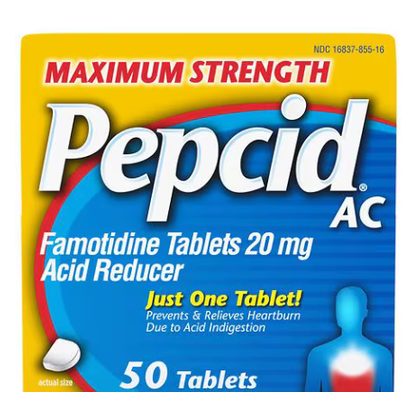 NDC 16837-855-16
MAXIMUM STRENGTH
Pepcid®
AC
Famotidine Tablets 20 mg
Acid Reducer
Just One Tablet!
Prevents & Relieves Heartburn
Due to Acid Indigestion
actual size
50 Tablets